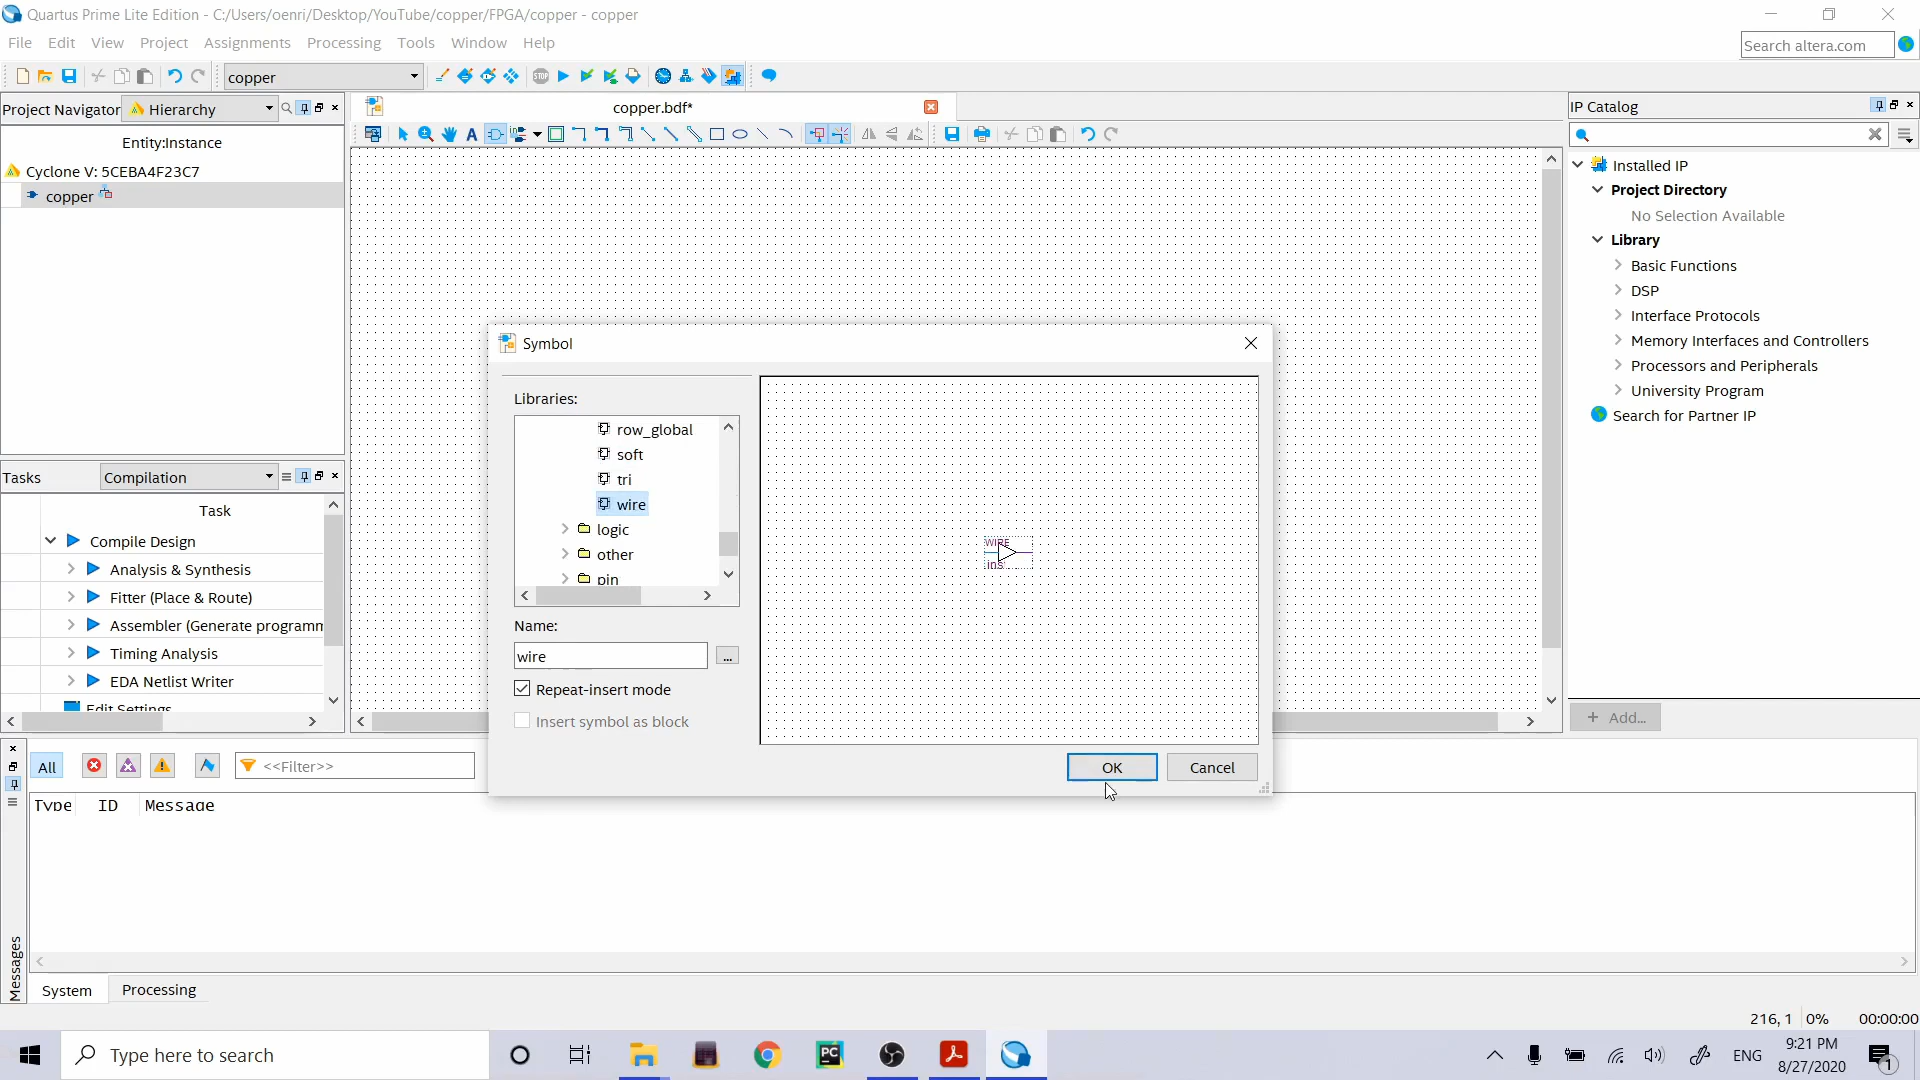 Quartus Prime Lite Edition - C:/Users/oenri/Desktop/YouTube/copper/FPGA/copper - copper
File Edit View Project Assignments Processing Tools Window Help
Search altera.com
copper
Project Navigator Hierarchy
copper.bdf*
IP Catalog
Entity:Instance
Cyclone V: 5CEBA4F23C7
copper
Installed IP
Project Directory
No Selection Available
Library
Basic Functions
DSP
Interface Protocols
Memory Interfaces and Controllers
Processors and Peripherals
University Program
Search for Partner IP
Add...
Symbol
Libraries:
row_global
soft
tri
wire
logic
other
pin
Name:
wire
...
Repeat-insert mode
Insert symbol as block
WIRE
ins
OK Cancel
Tasks Compilation
Task
Compile Design
Analysis & Synthesis
Fitter (Place & Route)
Assembler (Generate programm
Timing Analysis
EDA Netlist Writer
Edit Settings
All <<Filter>>
Type ID Message
Messages
System Processing
216, 1 0% 00:00:00
Type here to search
PC
ENG
9:21 PM
8/27/2020
1